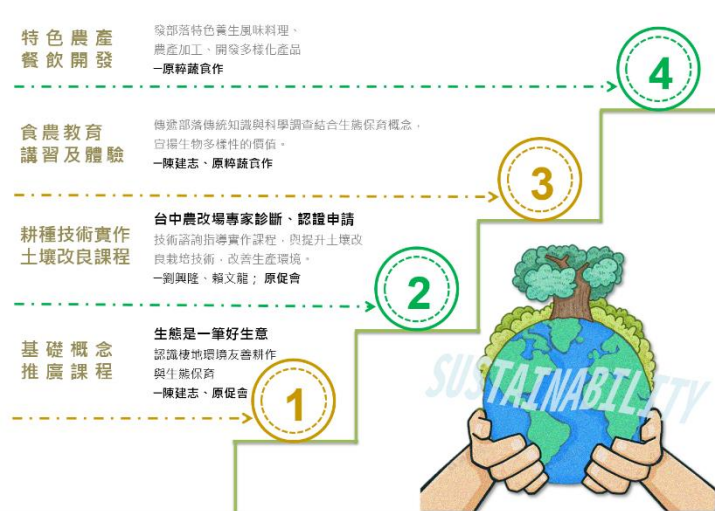 特色農產
餐飲開發
發部落特色養生風味料理、
農產加工、開發多樣化產品
─原粹蔬食作
4
食農教育
講習及體驗
傳遞部落傳統知識與科學調查結合生態保育概念，
宣揚生物多樣性的價值。
─陳建志、原粹蔬食作
3
耕種技術實作
土壤改良課程
台中農改場專家診斷、認證申請
技術諮詢指導實作課程，與提升土壤改
良栽培技術，改善生產環境。
─劉興隆、賴文龍；原促會
2
基礎概念
推廣課程
生態是一筆好生意
認識棲地環境友善耕作
與生態保育
─陳建志、原促會
1
SUSTAINABILITY